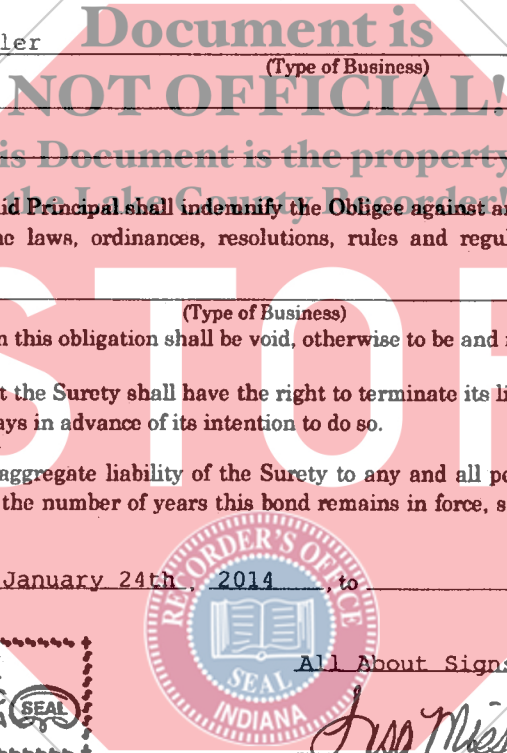 ler
Document is
(Type of Business)
NOT OFFICIAL!
is Document is the property
the Lake County Recorder!
id Principal shall indemnify the Obligee against
laws, ordinances, resolutions, rules and regul
STOP
(Type of Business)
n this obligation shall be void, otherwise to be and
t the Surety shall have the right to terminate its li
ays in advance of its intention to do so.
aggregate liability of the Surety to any and all pe
the number of years this bond remains in force, s
January 24th, 2014, to
RECORDER'S OFFICE
SEAL
INDIANA
All About Signs
SEAL